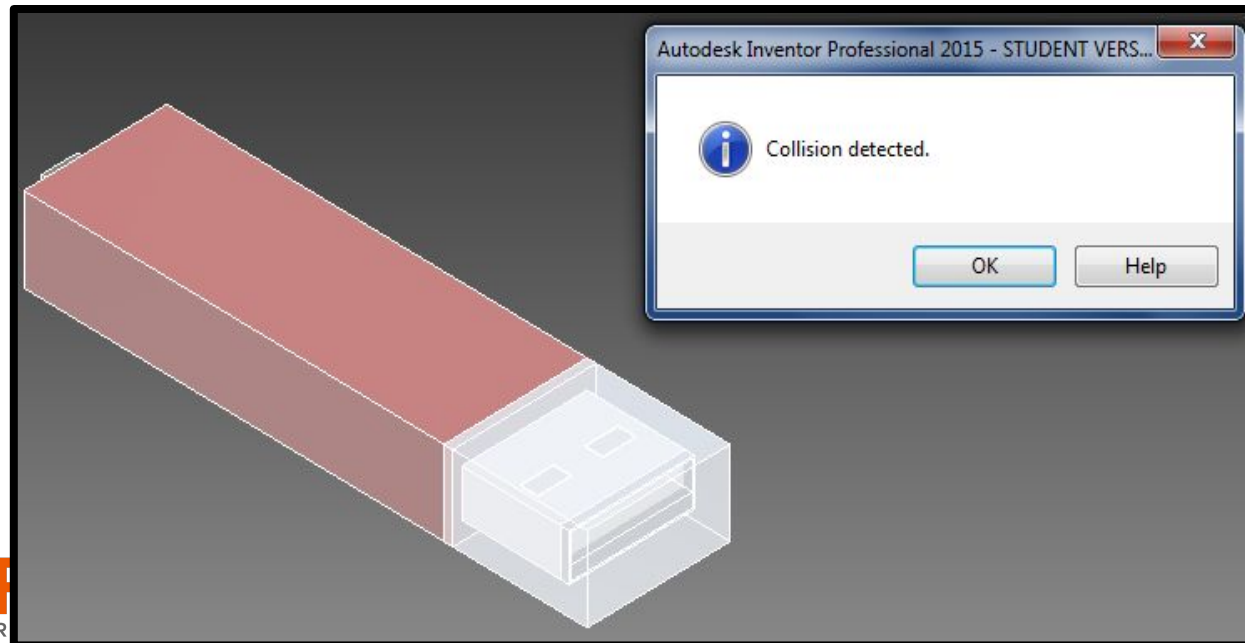 Autodesk Inventor Professional 2015 - STUDENT VERS...
Collision detected.
OK
Help
R